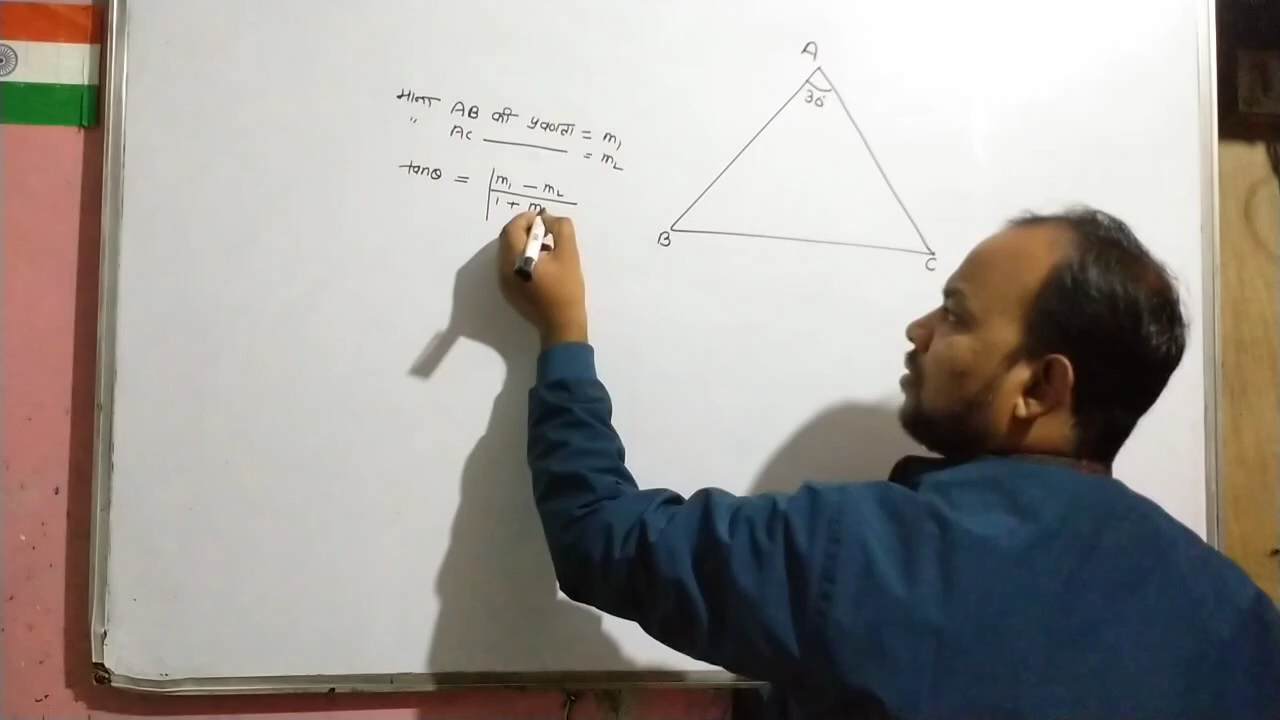 माना AB की प्रवणता = m₁
" AC ——— = m₂
tanθ = |m₁ - m₂
1 + m
A
30°
B
C